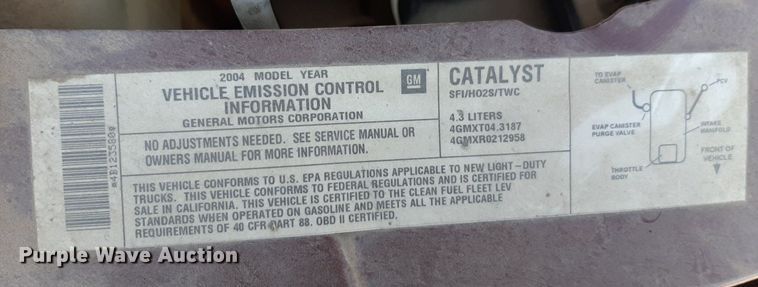 2004 MODEL YEAR
VEHICLE EMISSION CONTROL
INFORMATION
GENERAL MOTORS CORPORATION
GM
NO ADJUSTMENTS NEEDED. SEE SERVICE MANUAL OR
OWNERS MANUAL FOR MORE INFORMATION.
THIS VEHICLE CONFORMS TO U.S. EPA REGULATIONS APPLICABLE TO NEW LIGHT-DUTY
TRUCKS. THIS VEHICLE CONFORMS TO FEDERAL REGULATIONS AND IS CERTIFIED FOR
SALE IN CALIFORNIA. THIS VEHICLE IS CERTIFIED TO THE CLEAN FUEL FLEET LEV
STANDARDS WHEN OPERATED ON GASOLINE AND MEETS ALL THE
REQUIREMENTS OF 40 CFR PART 88. OBD II CERTIFIED.
CATALYST
SFI/HO2S/TWC
4.3 LITERS
4GMXT04.3187
4GMXR0212958
TO EVAP
CANISTER
PCV
EVAP CANISTER
PURGE VALVE
INTAKE
MANIFOLD
THROTTLE
BODY
FRONT OF
VEHICLE
Purple Wave Auction